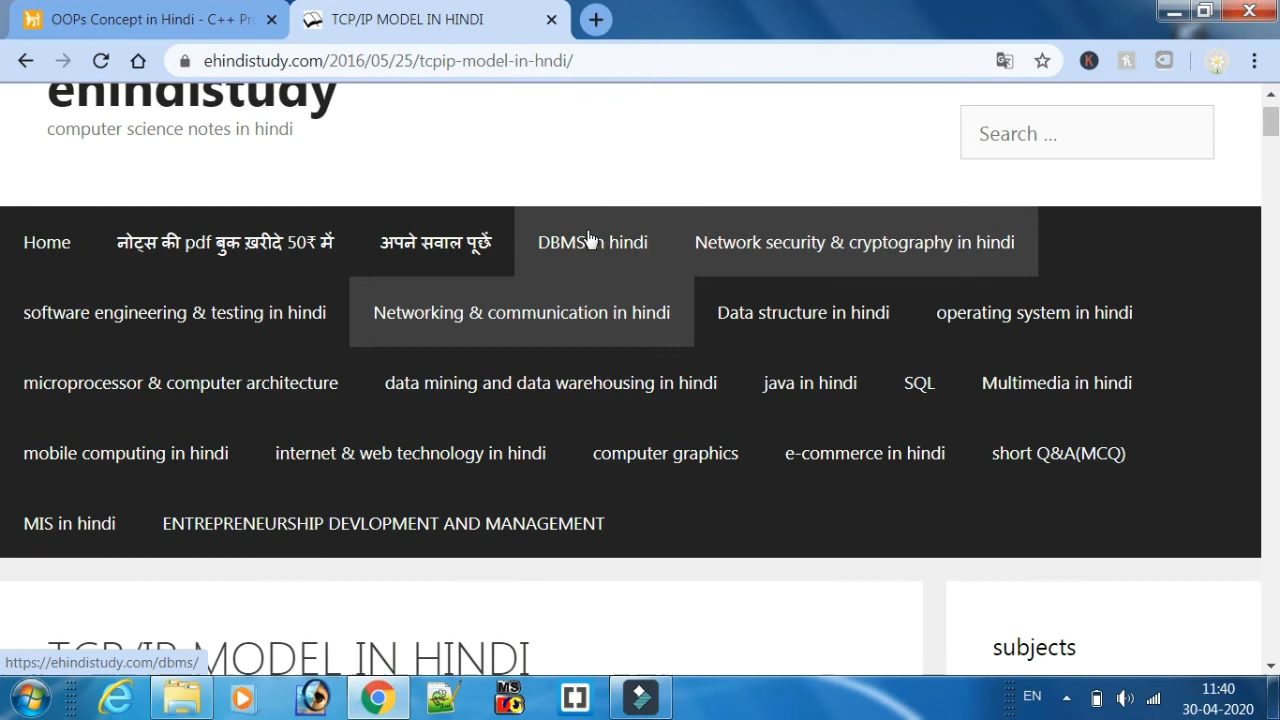 OOPs Concept in Hindi - C++ Pr
TCP/IP MODEL IN HINDI
ehindistudy.com/2016/05/25/tcpip-model-in-hndi/
ehindistudy
computer science notes in hindi
Search ...
Home
नोट्स की pdf बुक ख़रीदे 50₹ में
अपने सवाल पूछें
DBMS in hindi
Network security & cryptography in hindi
software engineering & testing in hindi
Networking & communication in hindi
Data structure in hindi
operating system in hindi
microprocessor & computer architecture
data mining and data warehousing in hindi
java in hindi
SQL
Multimedia in hindi
mobile computing in hindi
internet & web technology in hindi
computer graphics
e-commerce in hindi
short Q&A(MCQ)
MIS in hindi
ENTREPRENEURSHIP DEVLOPMENT AND MANAGEMENT
TCP/IP MODEL IN HINDI
subjects
https://ehindistudy.com/dbms/
MS
EN
11:40
30-04-2020